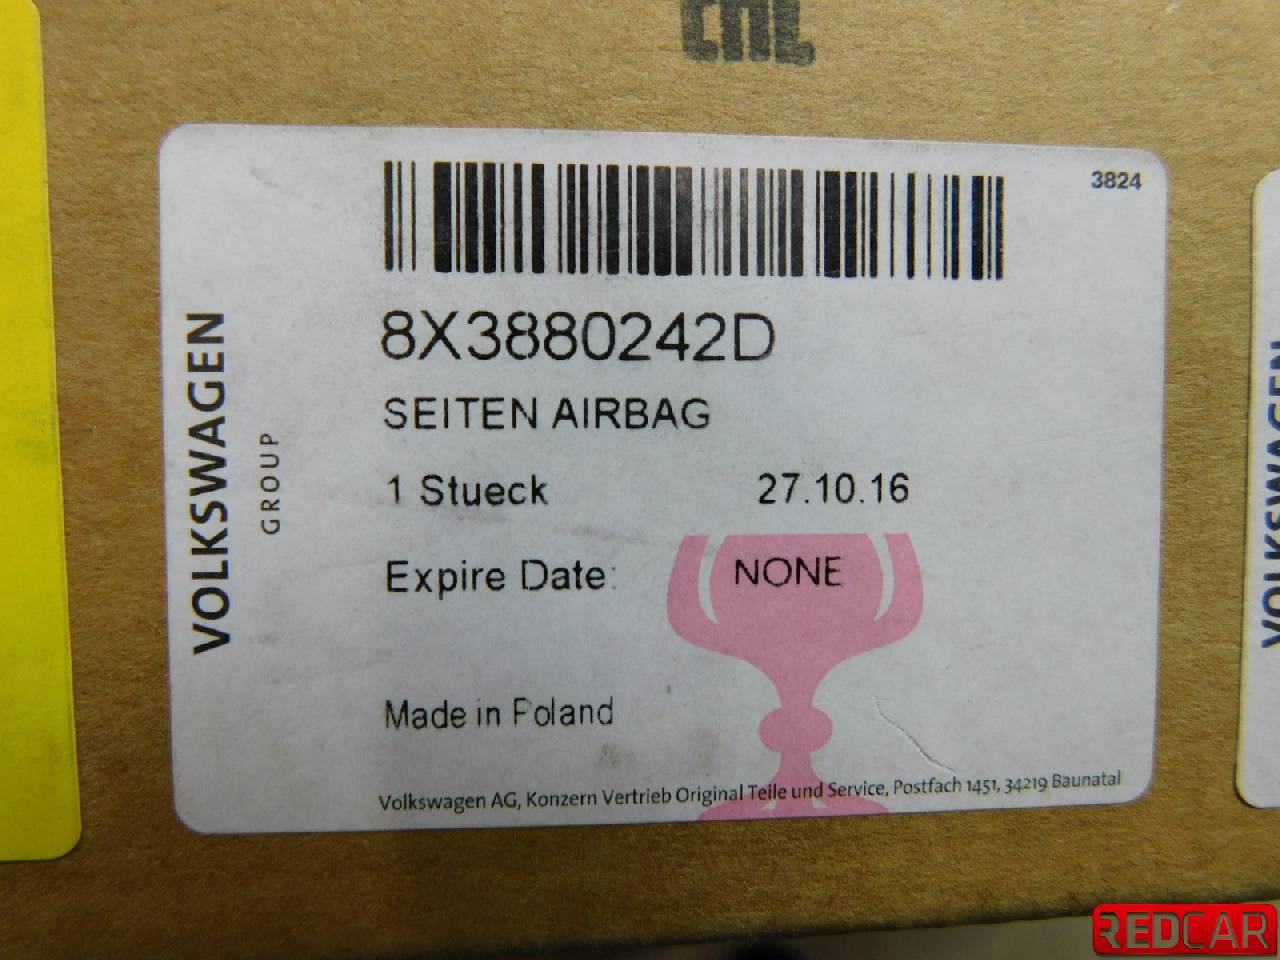 3824
8X3880242D
SEITEN AIRBAG
1 Stueck 27.10.16
Expire Date: NONE
Made in Poland
Volkswagen AG, Konzern Vertrieb Original Teile und Service, Postfach 1451, 34219 Baunatal
VOLKSWAGEN
GROUP
VOLKSWAGEN
REDCAR